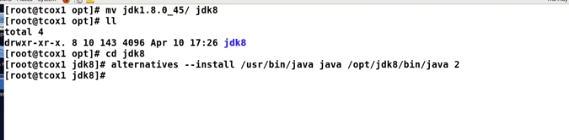 [root@tcox1 opt]# mv jdk1.8.0_45/ jdk8
[root@tcox1 opt]# ll
total 4
drwxr-xr-x. 8 10 143 4096 Apr 10 17:26 jdk8
[root@tcox1 opt]# cd jdk8
[root@tcox1 jdk8]# alternatives --install /usr/bin/java java /opt/jdk8/bin/java 2
[root@tcox1 jdk8]#